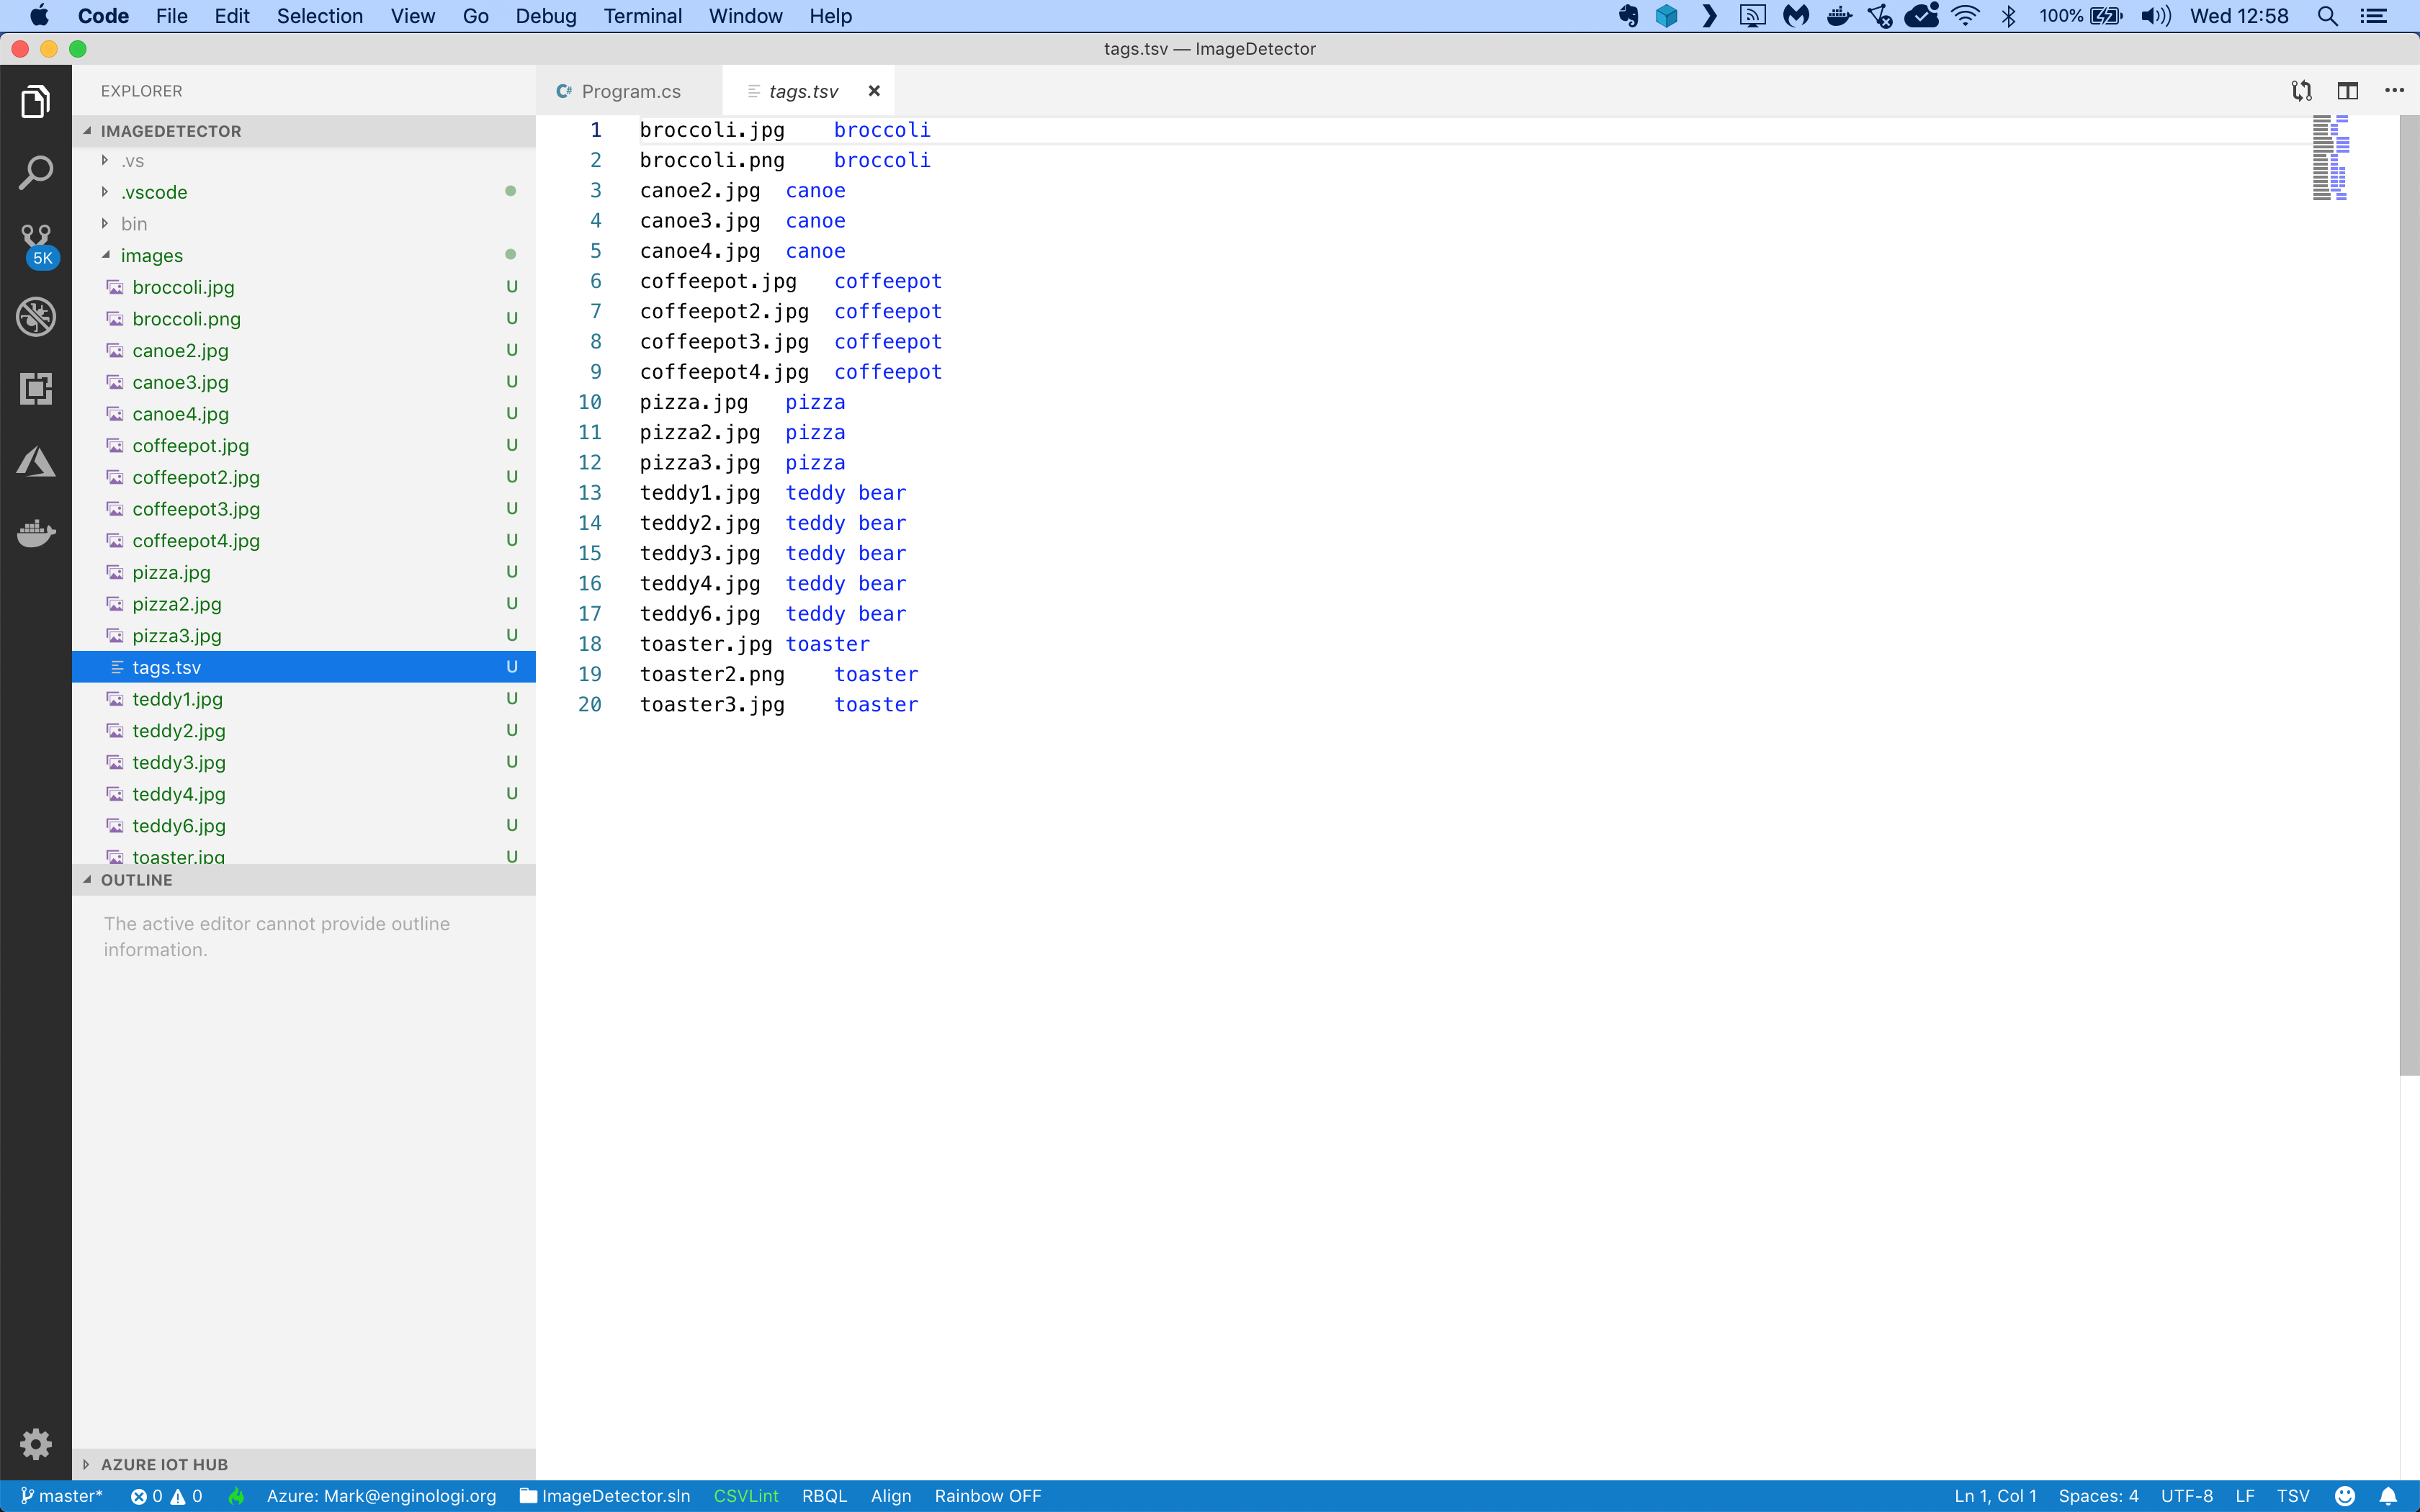 Code File Edit Selection View Go Debug Terminal Window Help 100% Wed 12:58
tags.tsv — ImageDetector
EXPLORER
IMAGEDETECTOR
.vs
.vscode
bin
images
broccoli.jpg U
broccoli.png U
canoe2.jpg U
canoe3.jpg U
canoe4.jpg U
coffeepot.jpg U
coffeepot2.jpg U
coffeepot3.jpg U
coffeepot4.jpg U
pizza.jpg U
pizza2.jpg U
pizza3.jpg U
tags.tsv U
teddy1.jpg U
teddy2.jpg U
teddy3.jpg U
teddy4.jpg U
teddy6.jpg U
toaster.jpg U
OUTLINE
The active editor cannot provide outline
information.
AZURE IOT HUB
5K
C# Program.cs tags.tsv
1 broccoli.jpg broccoli
2 broccoli.png broccoli
3 canoe2.jpg canoe
4 canoe3.jpg canoe
5 canoe4.jpg canoe
6 coffeepot.jpg coffeepot
7 coffeepot2.jpg coffeepot
8 coffeepot3.jpg coffeepot
9 coffeepot4.jpg coffeepot
10 pizza.jpg pizza
11 pizza2.jpg pizza
12 pizza3.jpg pizza
13 teddy1.jpg teddy bear
14 teddy2.jpg teddy bear
15 teddy3.jpg teddy bear
16 teddy4.jpg teddy bear
17 teddy6.jpg teddy bear
18 toaster.jpg toaster
19 toaster2.png toaster
20 toaster3.jpg toaster
master* 0 0 Azure: Mark@enginologi.org ImageDetector.sln CSVLint RBQL Align Rainbow OFF Ln 1, Col 1 Spaces: 4 UTF-8 LF TSV